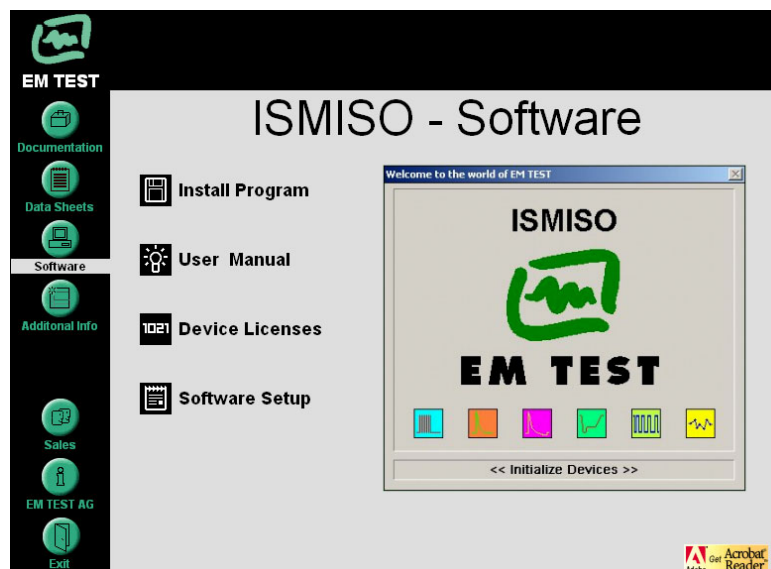 EM TEST
Documentation
Data Sheets
Software
Additonal Info
Sales
EM TEST AG
Exit
ISMISO - Software
Install Program
User Manual
1021
Device Licenses
Software Setup
Welcome to the world of EM TEST
ISMISO
EM TEST
<< Initialize Devices >>
Adobe
Get Acrobat
Reader